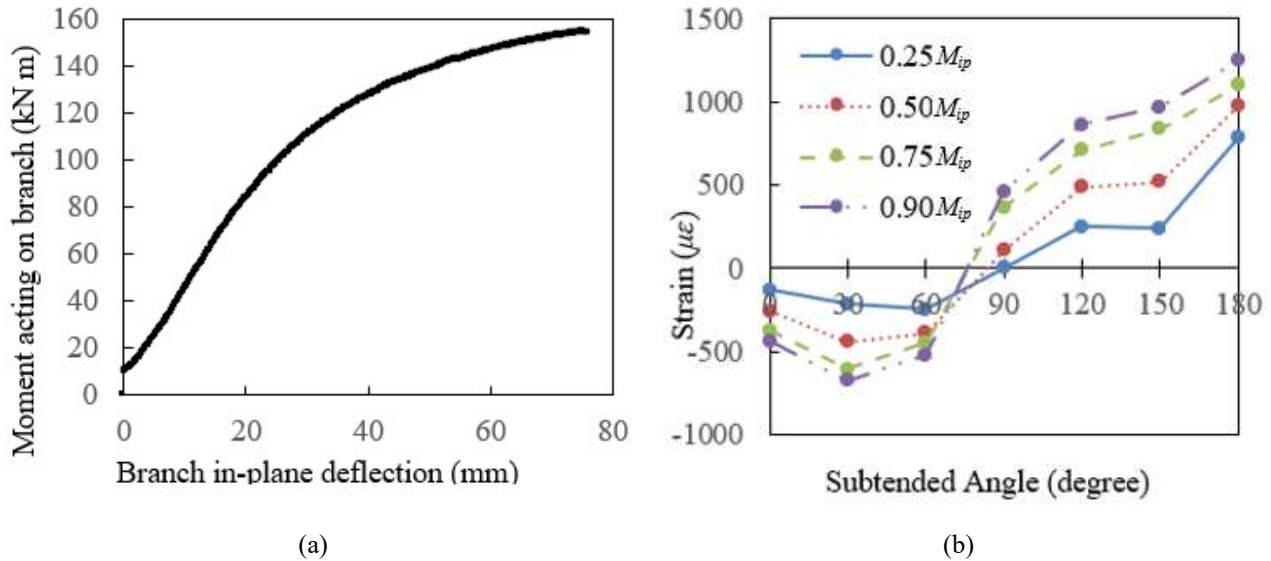 160
140
120
100
80
60
40
20
0
Moment acting on branch (kN m)
0 20 40 60 80
Branch in-plane deflection (mm)
(a)
1500
1000
500
0
-500
-1000
Strain (με)
0.25Mip
0.50Mip
0.75Mip
0.90Mip
0 30 60 90 120 150 180
Subtended Angle (degree)
(b)